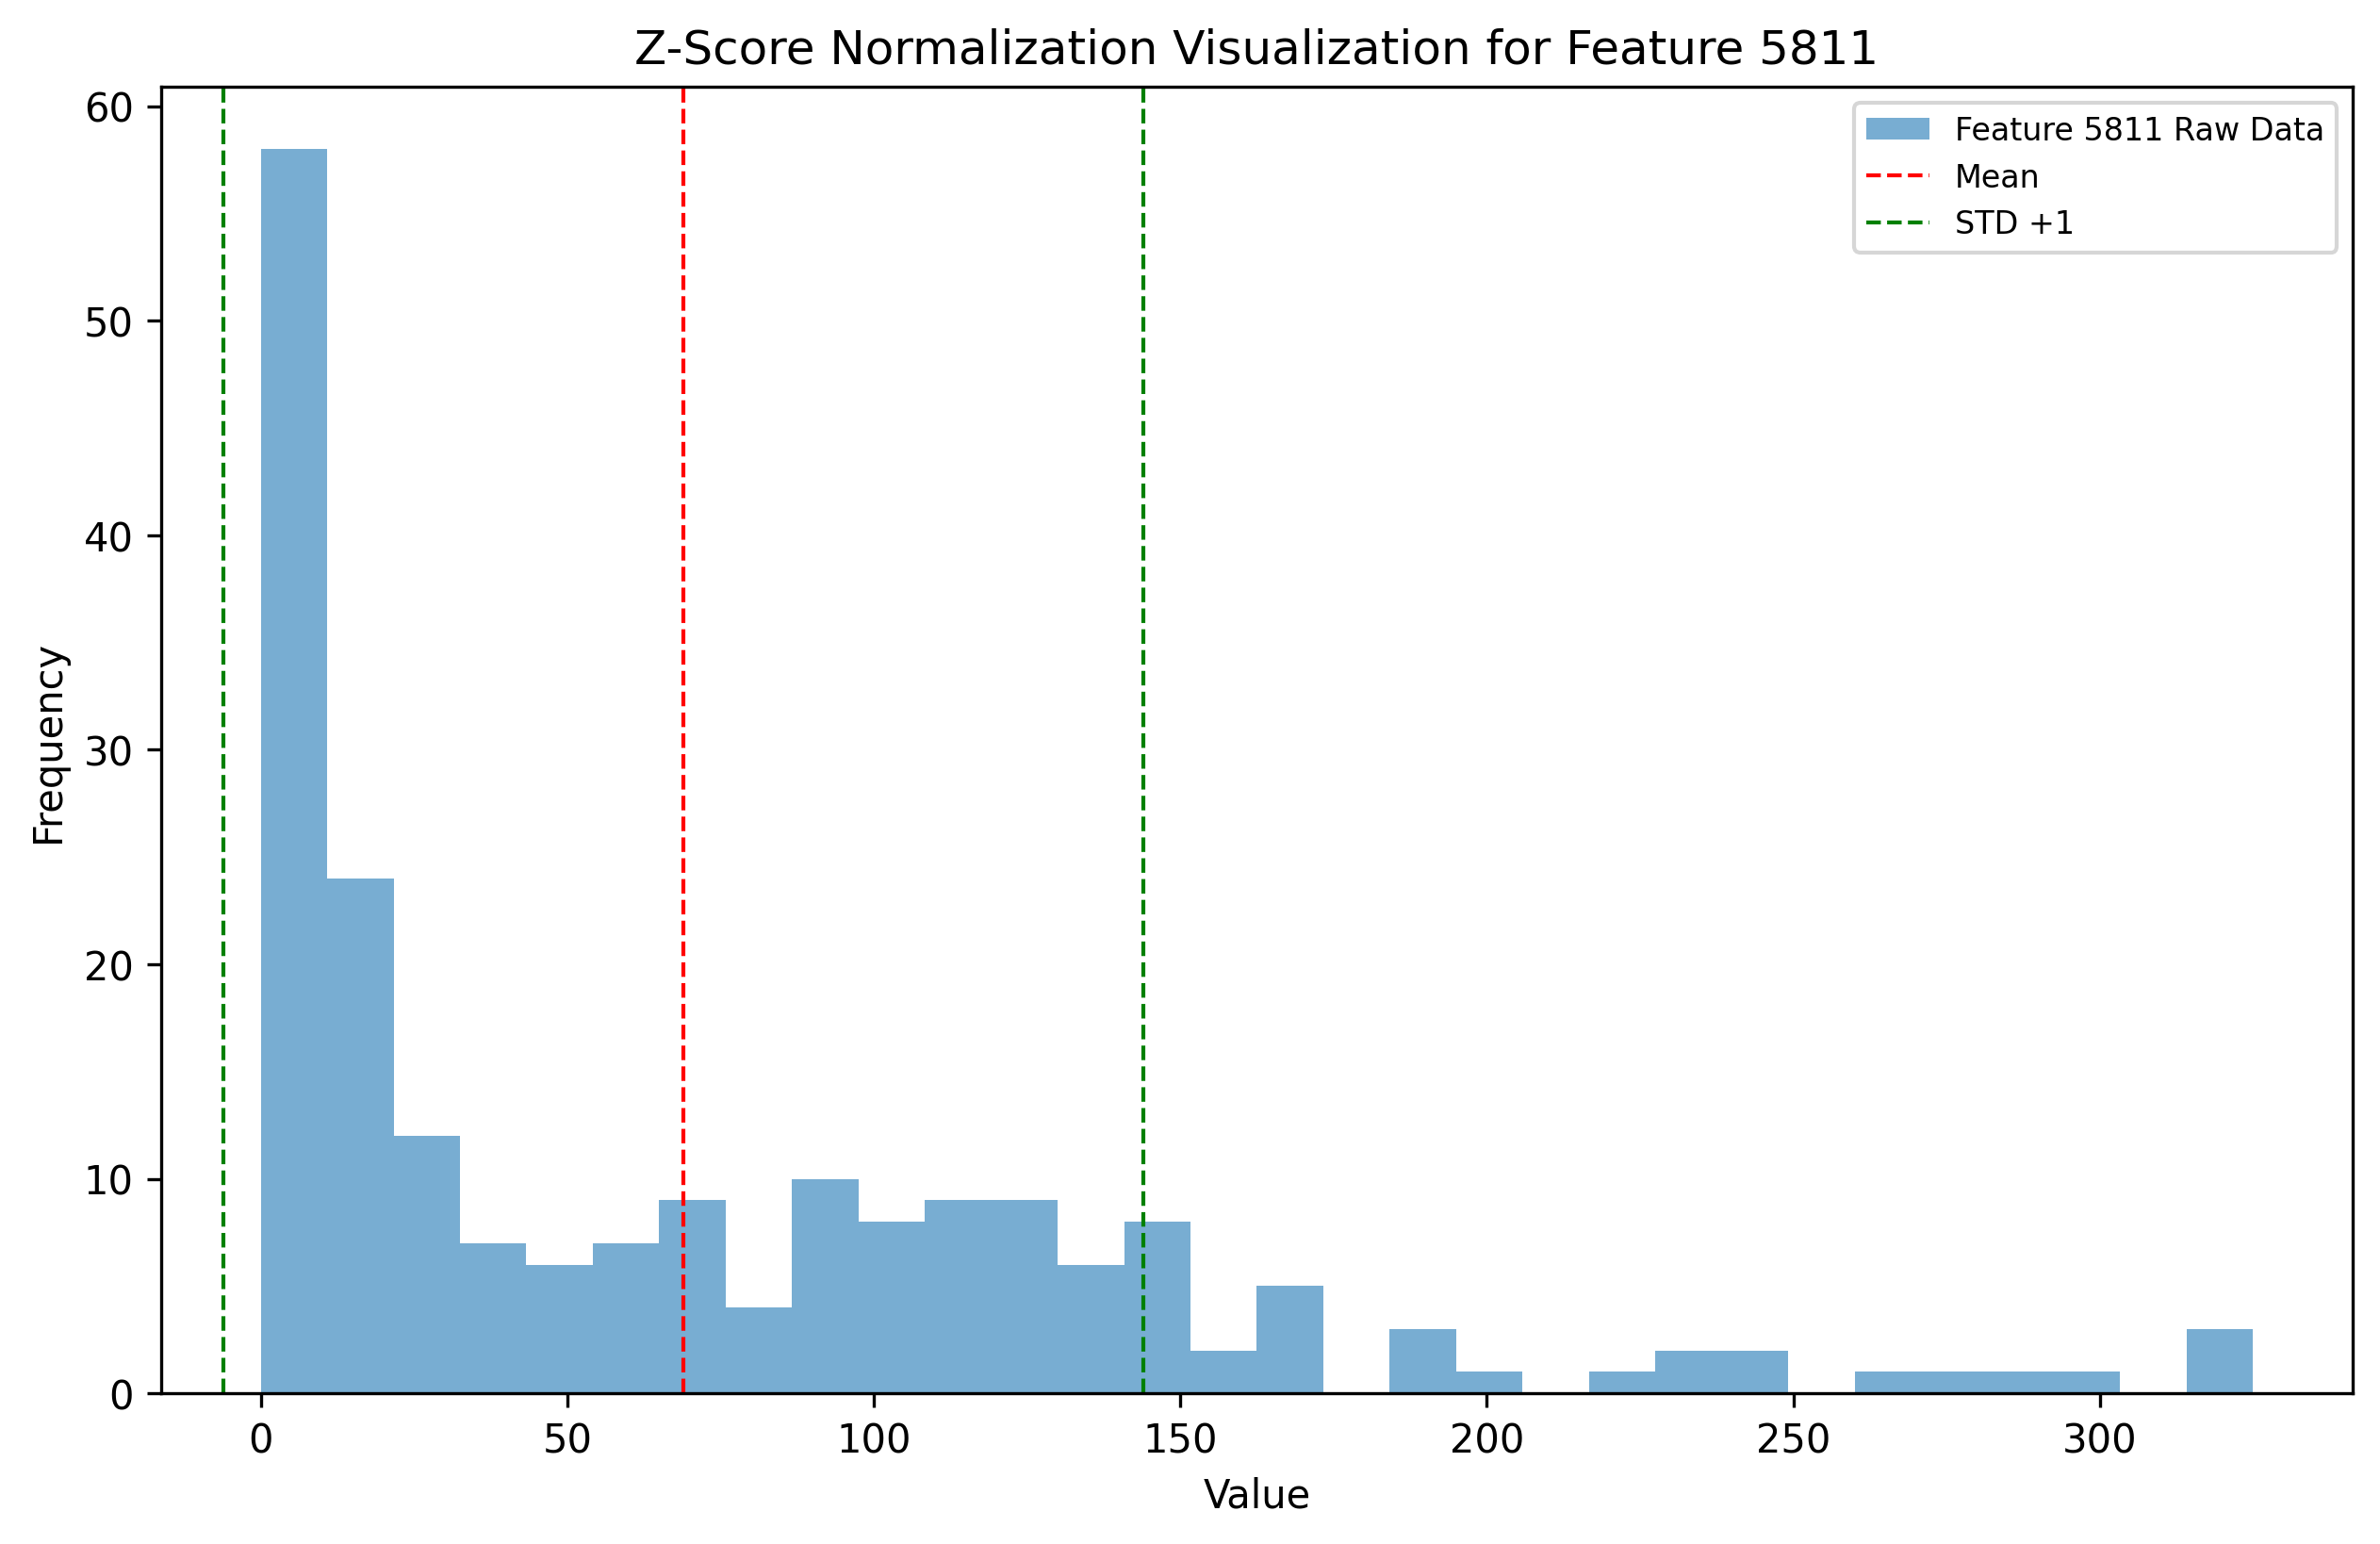 Z-Score Normalization Visualization for Feature 5811
Feature 5811 Raw Data
Mean
STD +1
60
50
40
30
20
10
0
Frequency
0 50 100 150 200 250 300
Value